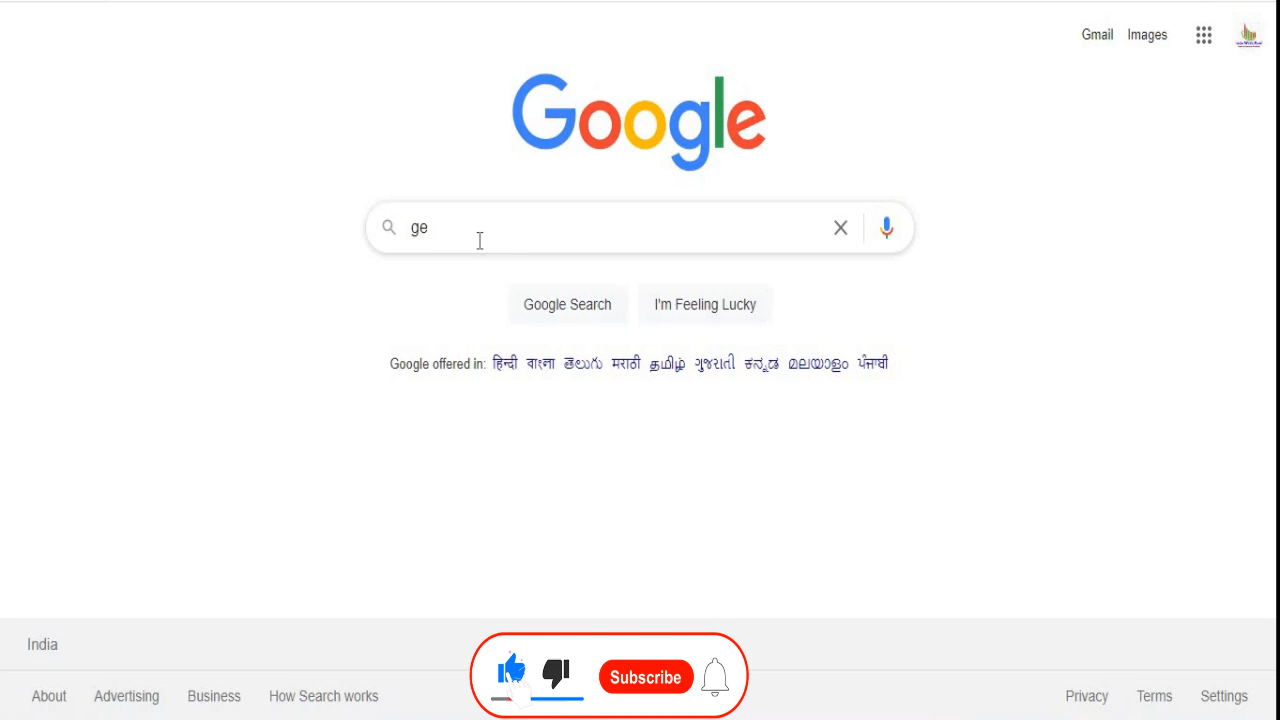 Gmail Images
Google
ge
Google Search I'm Feeling Lucky
Google offered in: हिन्दी বাংলা తెలుగు मराठी தமிழ் ગુજરાતી ಕನ್ನಡ മലയാളം ਪੰਜਾਬੀ
India
About Advertising Business How Search works Privacy Terms Settings
Subscribe